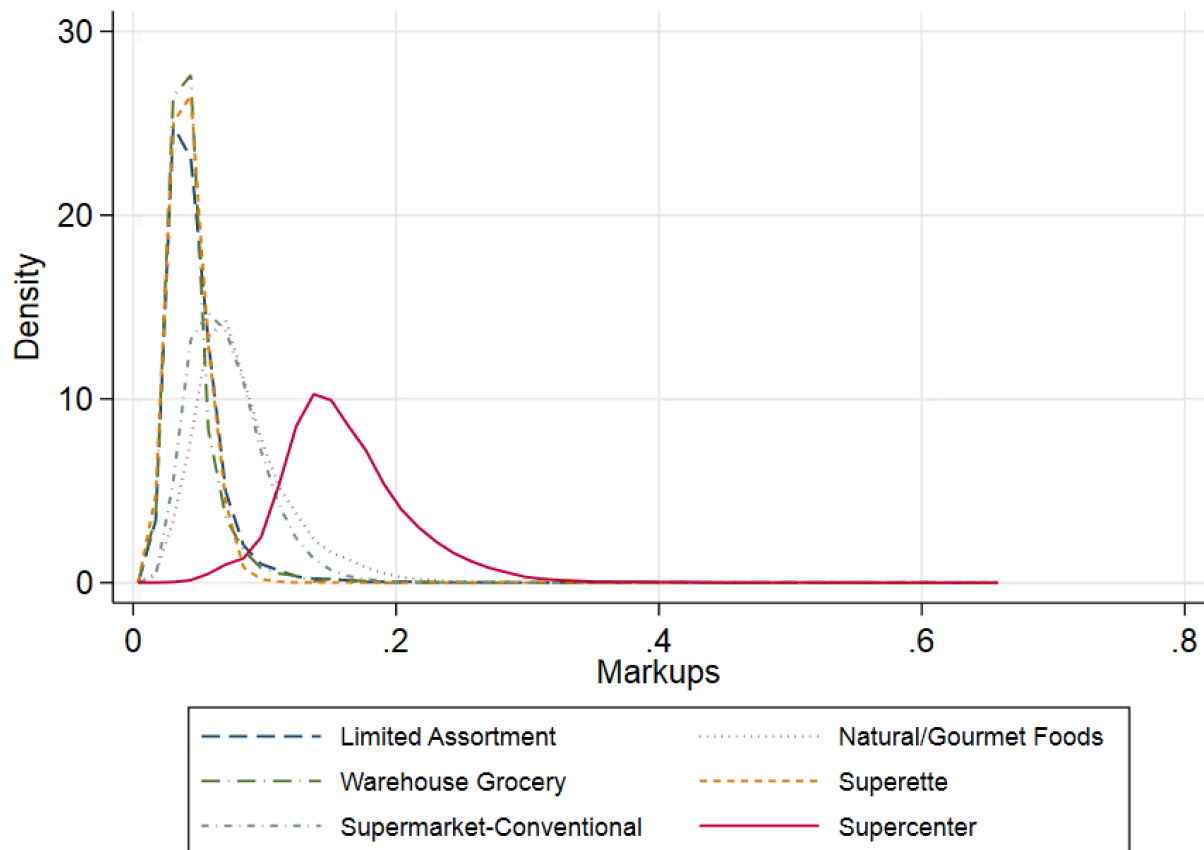 30
20
10
0
Density
0 .2 .4 .6 .8
Markups
Limited Assortment Natural/Gourmet Foods
Warehouse Grocery Superette
Supermarket-Conventional Supercenter